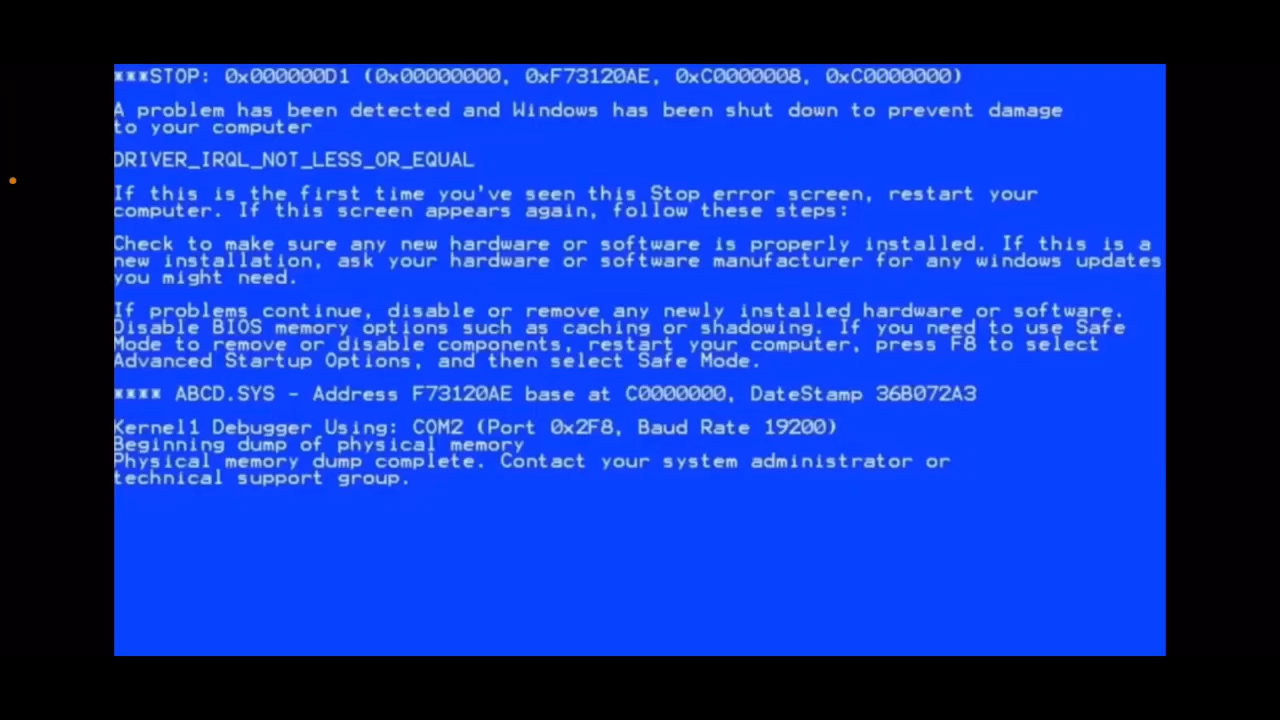 ***STOP: 0x000000D1 (0x00000000, 0xF73120AE, 0xC0000008, 0xC0000000)
A problem has been detected and Windows has been shut down to prevent damage
to your computer
DRIVER_IRQL_NOT_LESS_OR_EQUAL
If this is the first time you've seen this Stop error screen, restart your
computer. If this screen appears again, follow these steps:
Check to make sure any new hardware or software is properly installed. If this is a
new installation, ask your hardware or software manufacturer for any windows updates
you might need.
If problems continue, disable or remove any newly installed hardware or software.
Disable BIOS memory options such as caching or shadowing. If you need to use Safe
Mode to remove or disable components, restart your computer, press F8 to select
Advanced Startup Options, and then select Safe Mode.
**** ABCD.SYS - Address F73120AE base at C0000000, DateStamp 36B072A3
Kernel1 Debugger Using: COM2 (Port 0x2F8, Baud Rate 19200)
Beginning dump of physical memory
Physical memory dump complete. Contact your system administrator or
technical support group.